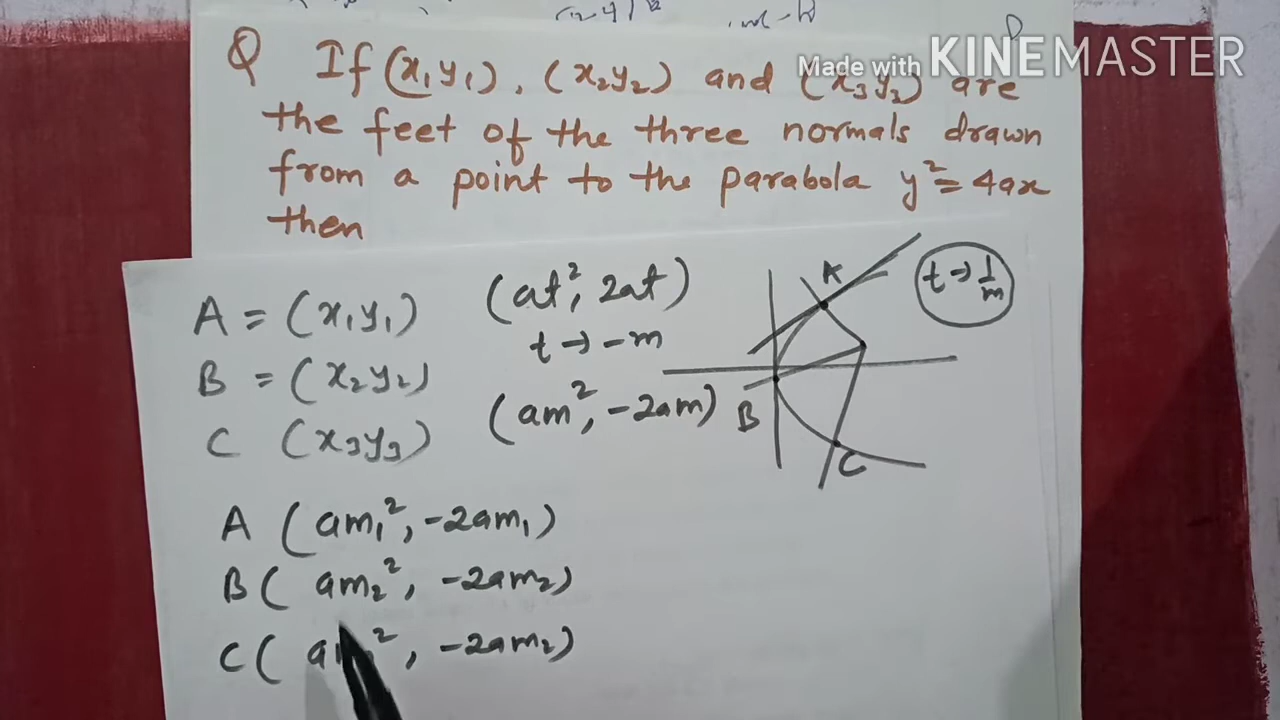 Made with KINEMASTER
Q If (x₁y₁), (x₂y₂) and (x₃y₃) are
the feet of the three normals drawn
from a point to the parabola y² = 4ax
then
A = (x₁y₁)
B = (x₂y₂)
C (x₃y₃)
(at², 2at)
t → -m
(am², -2am)
A
B
C
t → 1/m
A (am₁², -2am₁)
B ( am₂², -2am₂)
C ( a ², -2am₂)